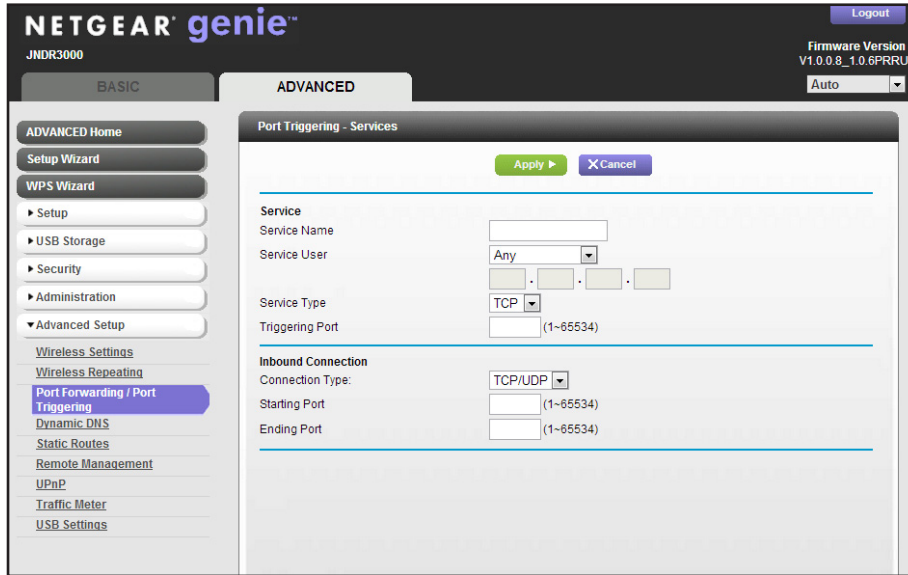 NETGEAR® genie™
Logout
JNDR3000
Firmware Version
V1.0.0.8_1.0.6PRRU
BASIC
ADVANCED
Auto
ADVANCED Home
Setup Wizard
WPS Wizard
Setup
USB Storage
Security
Administration
Advanced Setup
Wireless Settings
Wireless Repeating
Port Forwarding / Port
Triggering
Dynamic DNS
Static Routes
Remote Management
UPnP
Traffic Meter
USB Settings
Port Triggering - Services
Apply
X Cancel
Service
Service Name
Service User
Any
. . .
Service Type
TCP
Triggering Port
(1~65534)
Inbound Connection
Connection Type:
TCP/UDP
Starting Port
(1~65534)
Ending Port
(1~65534)